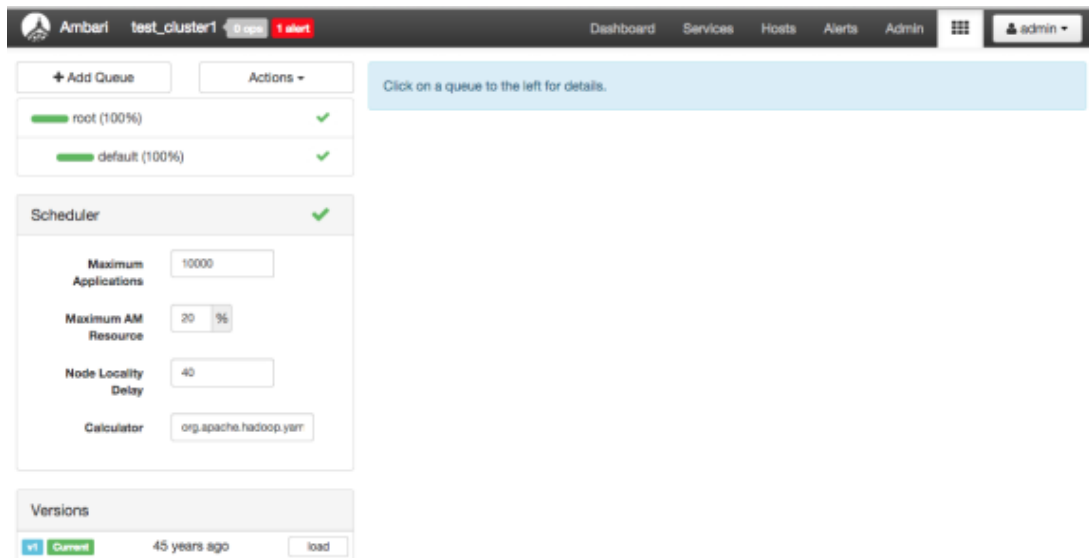 Ambari test_cluster1 0 ops 1 alert Dashboard Services Hosts Alerts Admin admin
+ Add Queue Actions
Click on a queue to the left for details.
root (100%)
default (100%)
Scheduler
Maximum Applications 10000
Maximum AM Resource 20 %
Node Locality Delay 40
Calculator org.apache.hadoop.yarr
Versions
v1 Current 45 years ago load